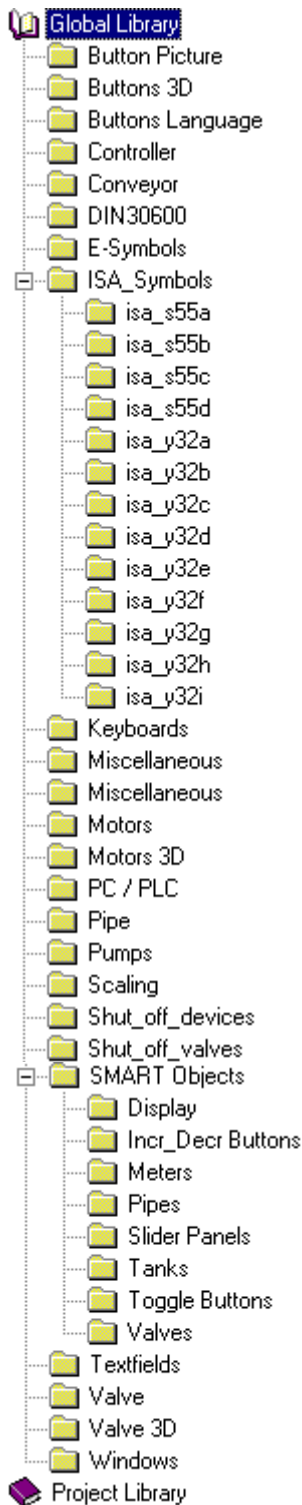 Global Library
Button Picture
Buttons 3D
Buttons Language
Controller
Conveyor
DIN30600
E-Symbols
ISA_Symbols
isa_s55a
isa_s55b
isa_s55c
isa_s55d
isa_y32a
isa_y32b
isa_y32c
isa_y32d
isa_y32e
isa_y32f
isa_y32g
isa_y32h
isa_y32i
Keyboards
Miscellaneous
Miscellaneous
Motors
Motors 3D
PC / PLC
Pipe
Pumps
Scaling
Shut_off_devices
Shut_off_valves
SMART Objects
Display
Incr_Decr Buttons
Meters
Pipes
Slider Panels
Tanks
Toggle Buttons
Valves
Textfields
Valve
Valve 3D
Windows
Project Library